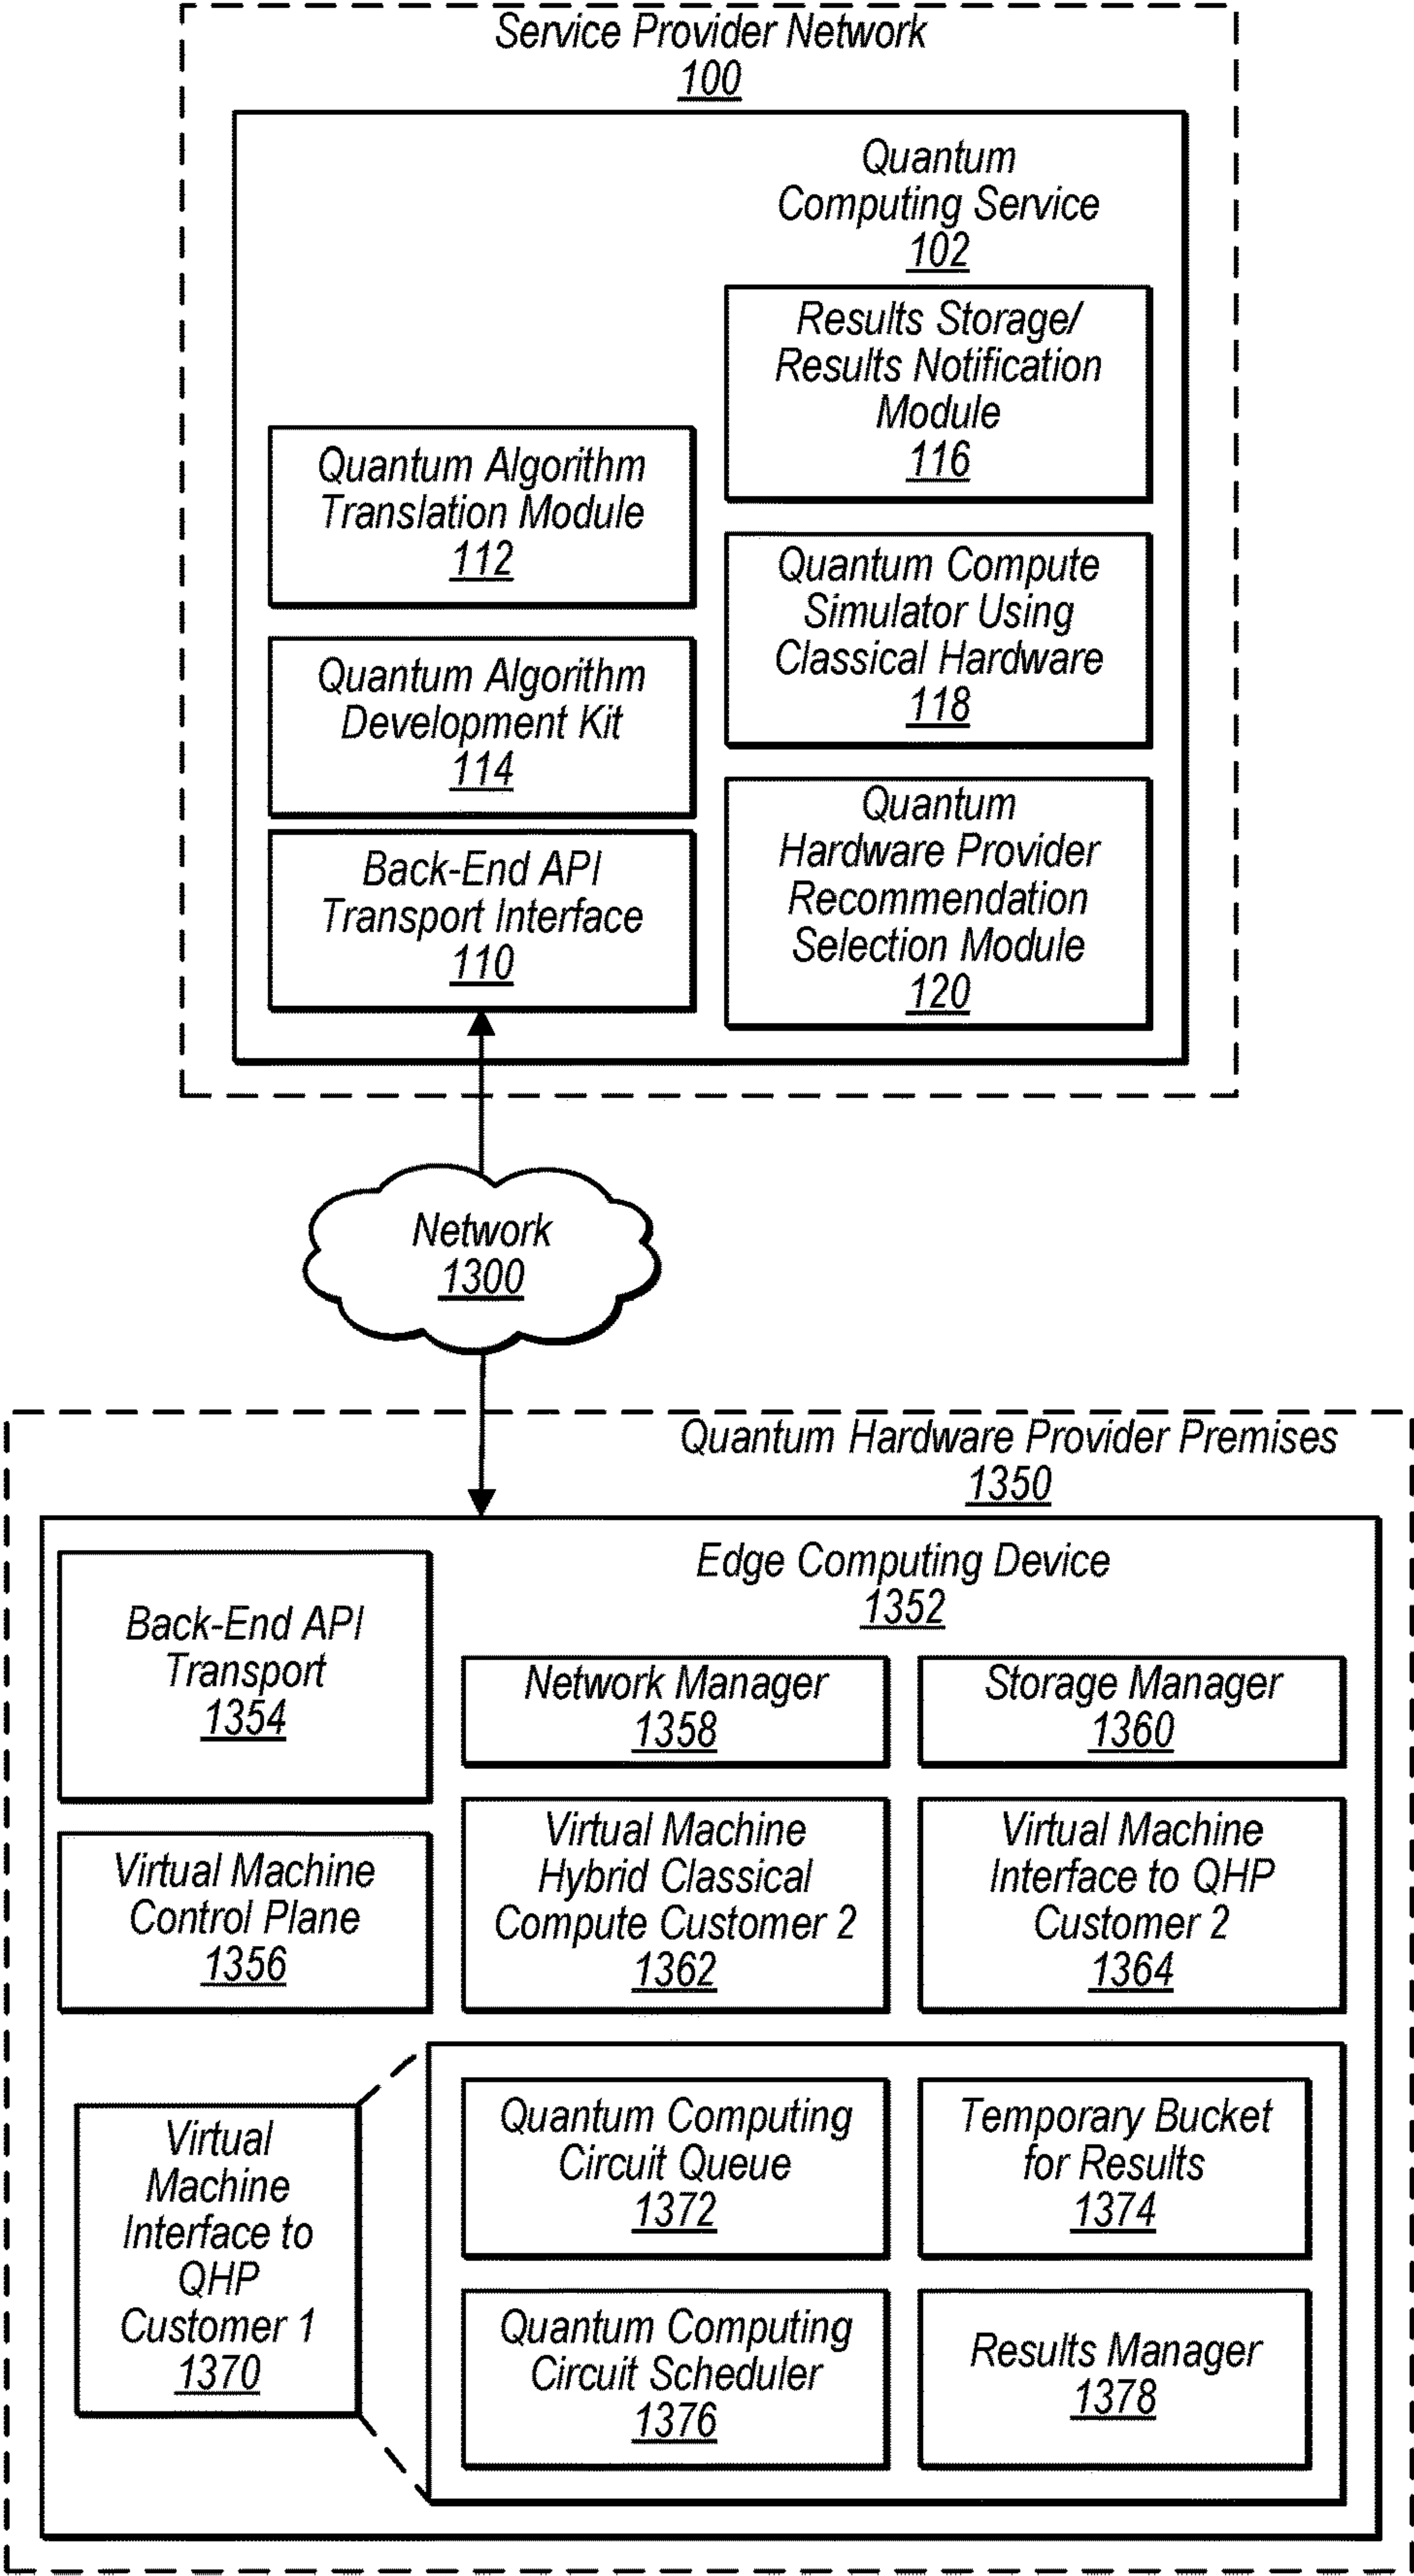 Service Provider Network
100
Quantum
Computing Service
102
Results Storage/
Results Notification
Module
116
Quantum Algorithm
Translation Module
112
Quantum Compute
Simulator Using
Classical Hardware
118
Quantum Algorithm
Development Kit
114
Quantum
Hardware Provider
Recommendation
Selection Module
120
Back-End API
Transport Interface
110
Network
1300
Quantum Hardware Provider Premises
1350
Edge Computing Device
1352
Back-End API
Transport
1354
Network Manager
1358
Storage Manager
1360
Virtual Machine
Control Plane
1356
Virtual Machine
Hybrid Classical
Compute Customer 2
1362
Virtual Machine
Interface to QHP
Customer 2
1364
Virtual
Machine
Interface to
QHP
Customer 1
1370
Quantum Computing
Circuit Queue
1372
Temporary Bucket
for Results
1374
Quantum Computing
Circuit Scheduler
1376
Results Manager
1378